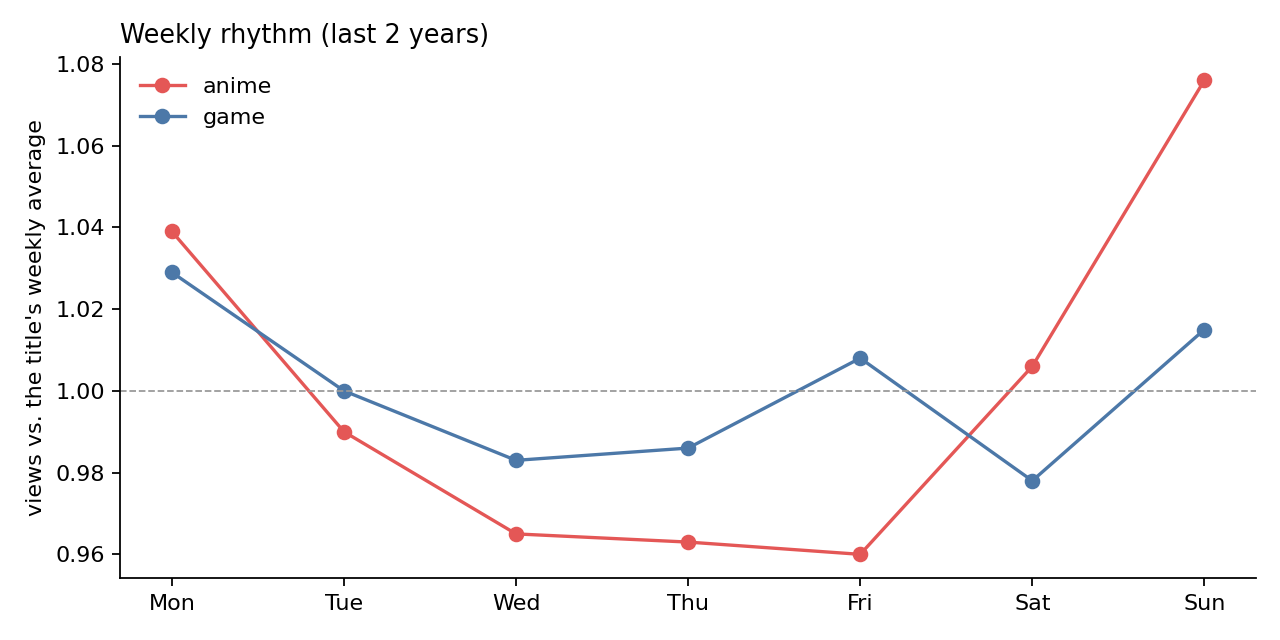 Weekly rhythm (last 2 years)
views vs. the title's weekly average
1.08
1.06
1.04
1.02
1.00
0.98
0.96
anime
game
Mon Tue Wed Thu Fri Sat Sun